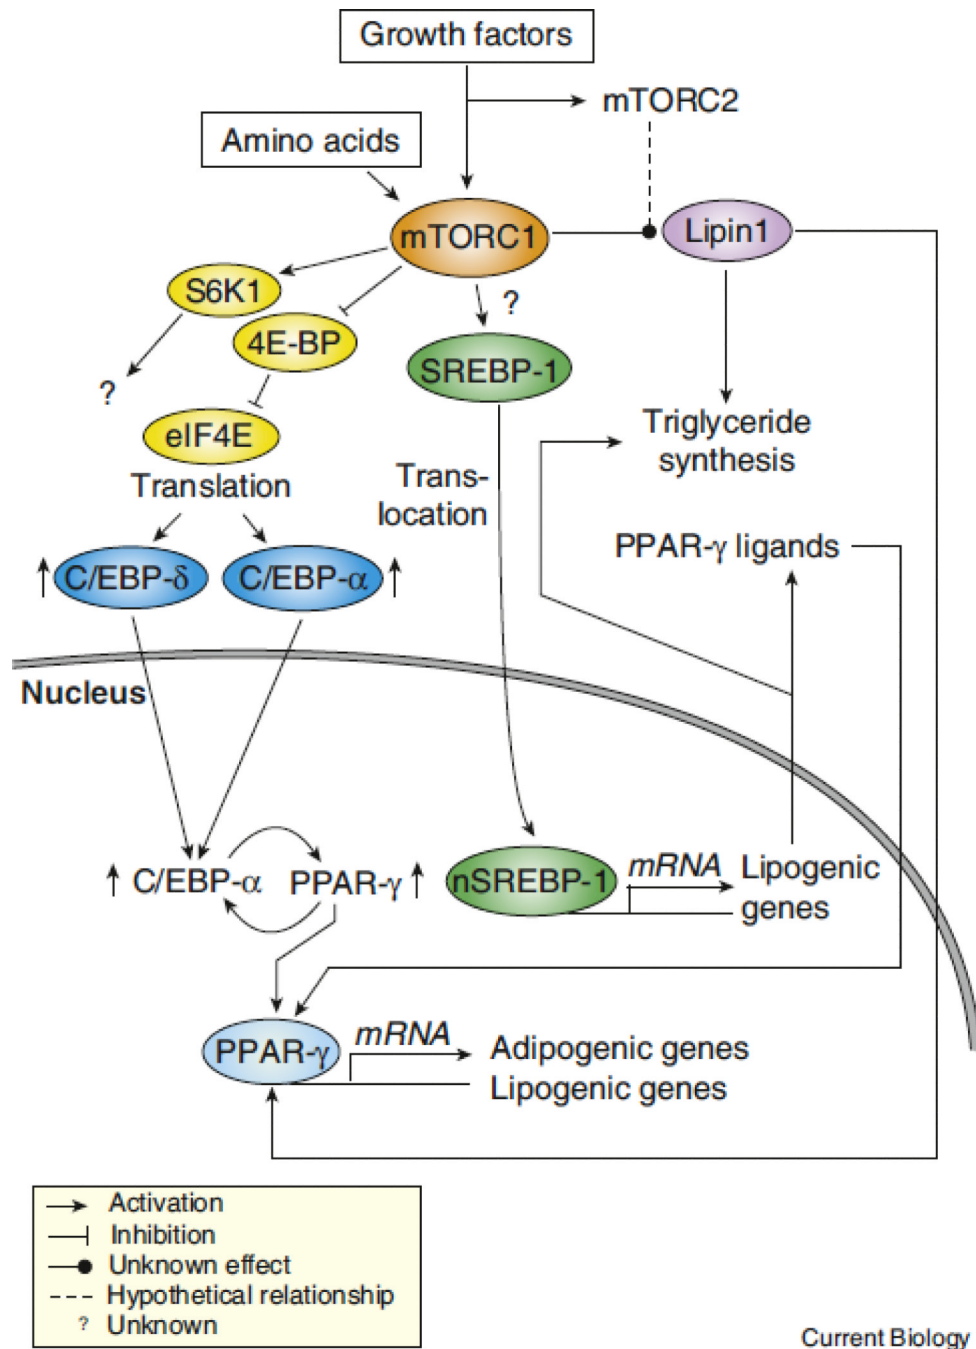 Growth factors
mTORC2
Amino acids
mTORC1
Lipin1
S6K1
?
4E-BP
SREBP-1
?
eIF4E
Translation
Triglyceride
synthesis
Trans-
location
PPAR-γ ligands
C/EBP-δ
C/EBP-α
Nucleus
C/EBP-α
PPAR-γ
nSREBP-1
mRNA
Lipogenic
genes
PPAR-γ
mRNA
Adipogenic genes
Lipogenic genes
Activation
Inhibition
Unknown effect
Hypothetical relationship
? Unknown
Current Biology